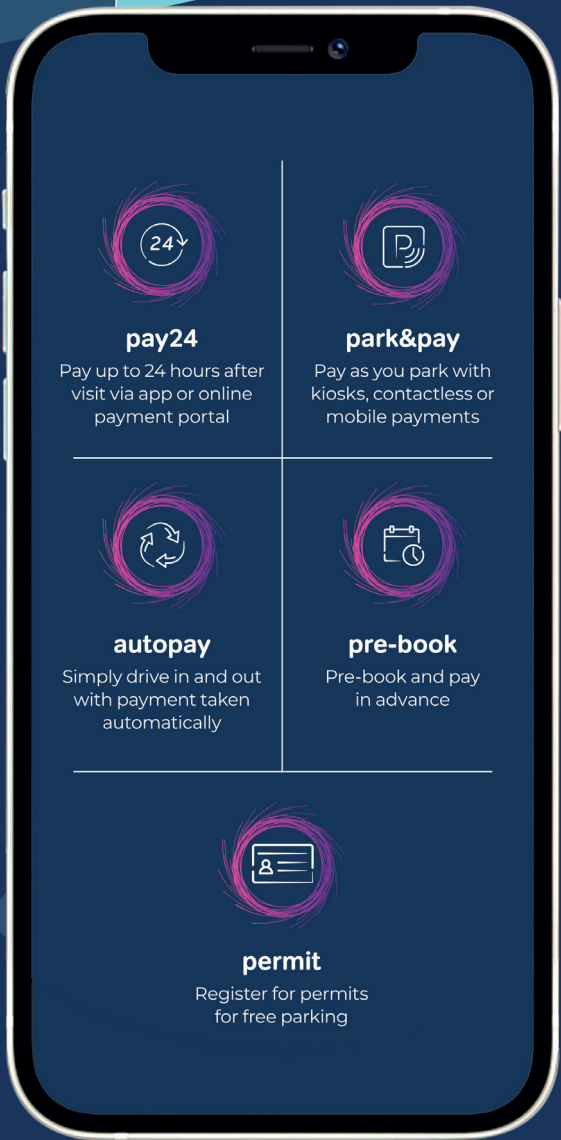 24
pay24
Pay up to 24 hours after
visit via app or online
payment portal
P
park&pay
Pay as you park with
kiosks, contactless or
mobile payments
autopay
Simply drive in and out
with payment taken
automatically
pre-book
Pre-book and pay
in advance
permit
Register for permits
for free parking